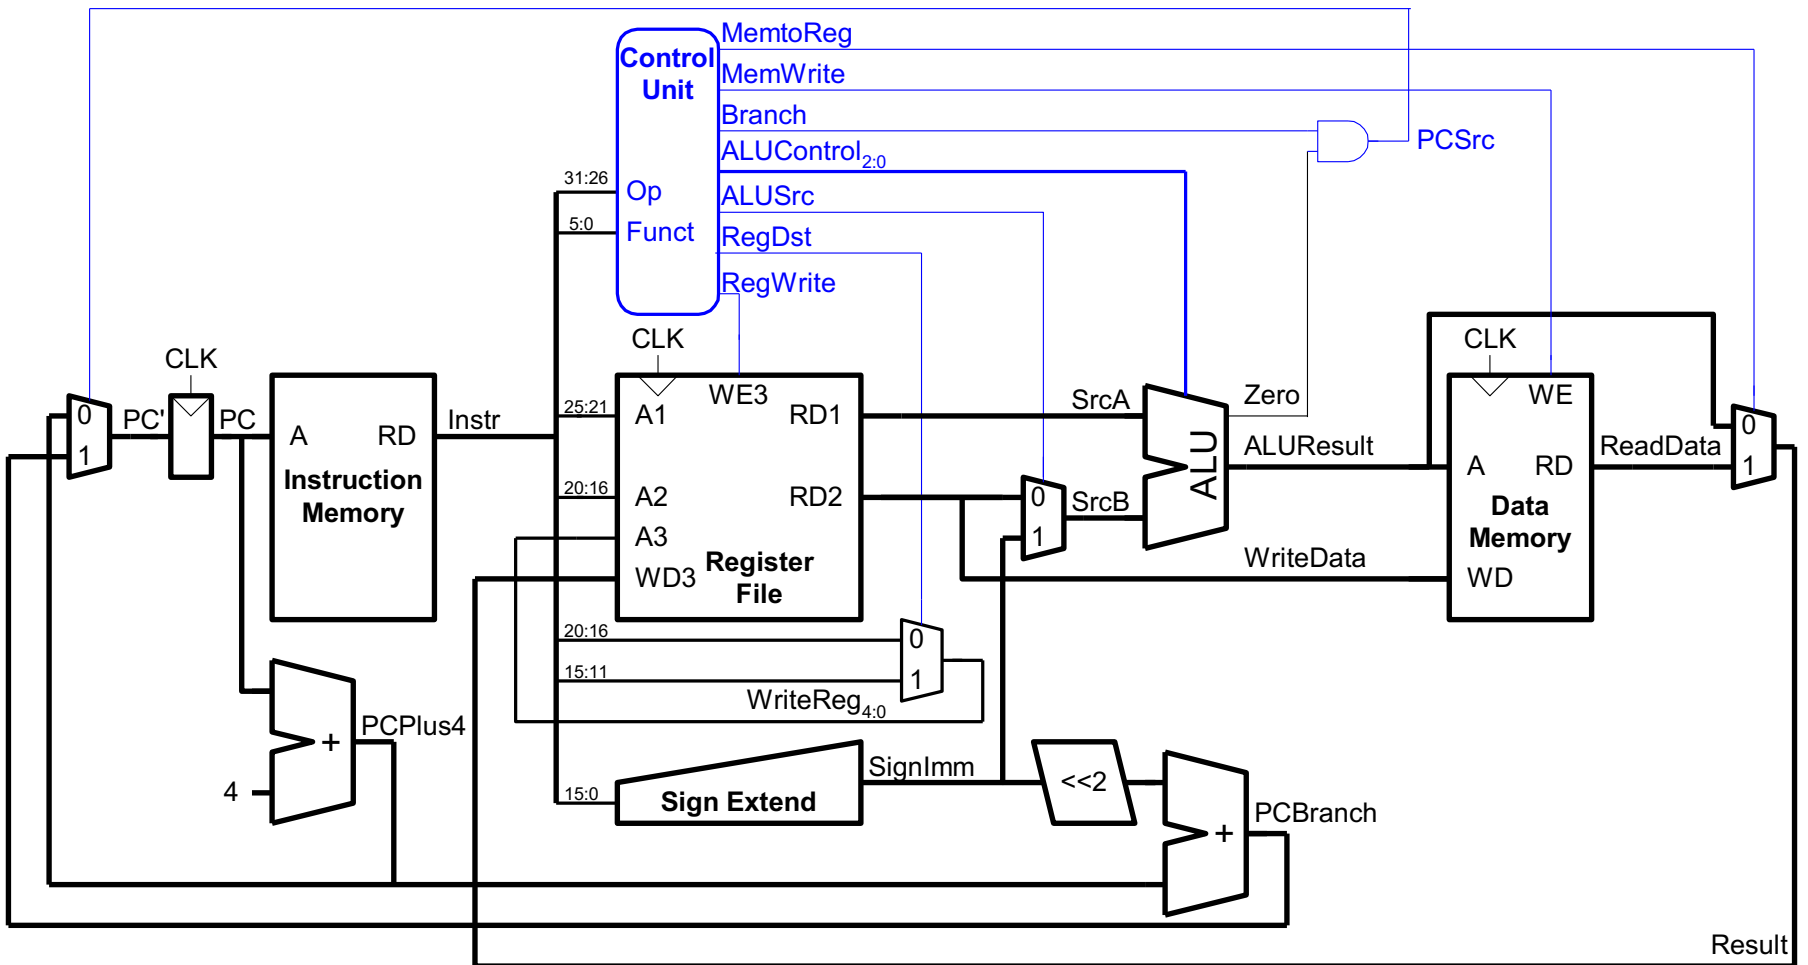 MemtoReg
Control
Unit
MemWrite
Branch
ALUControl2:0
PCSrc
31:26
Op
ALUSrc
5:0
Funct
RegDst
RegWrite
CLK
CLK
CLK
WE3
WE
0
1
PC'
PC
A
RD
Instruction
Memory
Instr
25:21
A1
RD1
SrcA
Zero
ALU
ALUResult
A
RD
ReadData
0
1
20:16
A2
RD2
0
1
SrcB
Data
Memory
A3
WD3
Register
File
WriteData
WD
20:16
0
15:11
1
WriteReg4:0
PCPlus4
+
4
SignImm
15:0
Sign Extend
<<2
+
PCBranch
Result